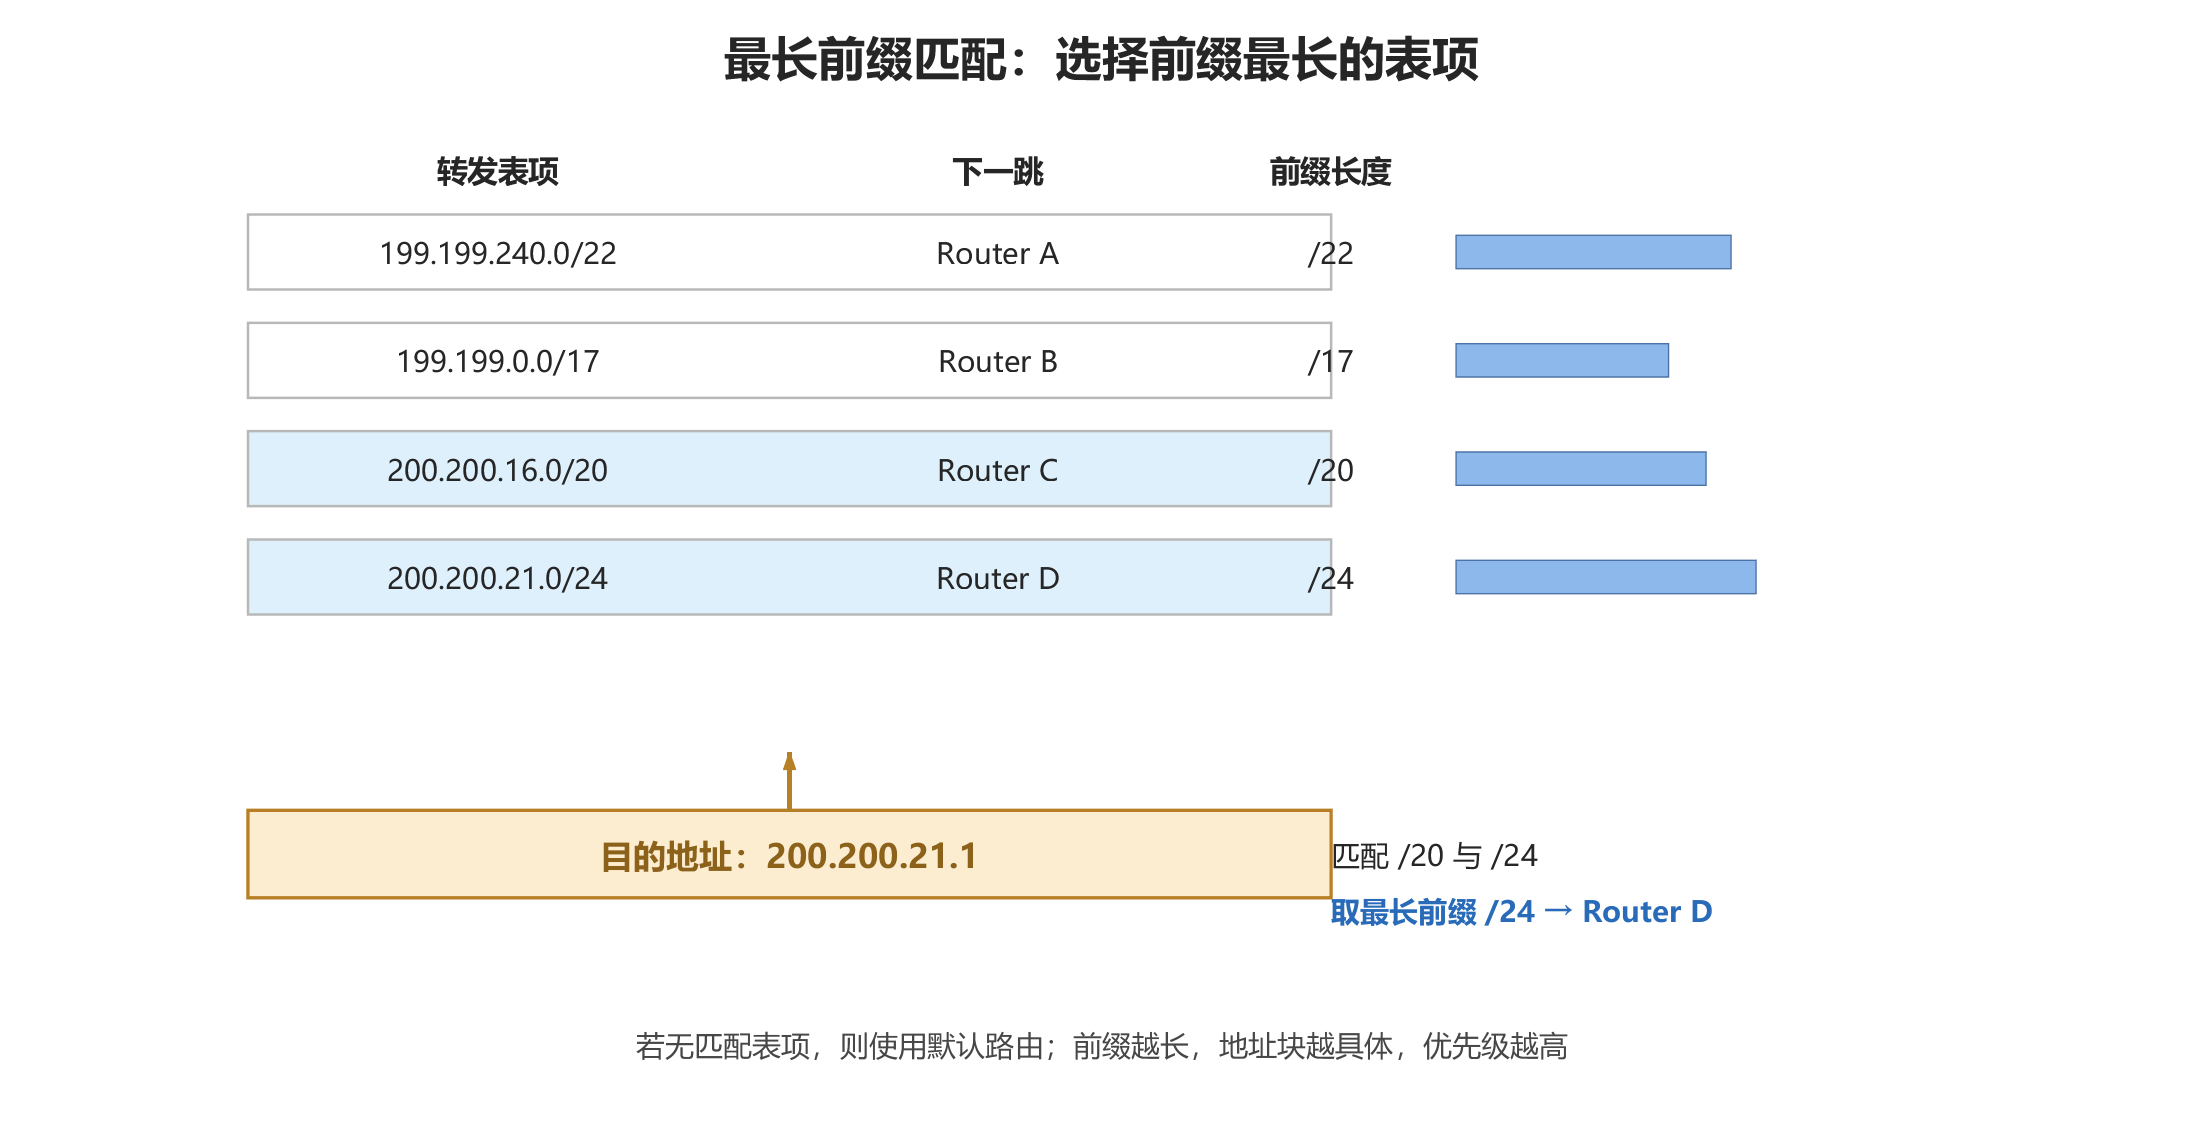 最长前缀匹配：选择前缀最长的表项
转发表项 下一跳 前缀长度
199.199.240.0/22 Router A /22
199.199.0.0/17 Router B /17
200.200.16.0/20 Router C /20
200.200.21.0/24 Router D /24
目的地址：200.200.21.1 匹配 /20 与 /24
取最长前缀 /24 → Router D
若无匹配表项，则使用默认路由；前缀越长，地址块越具体，优先级越高